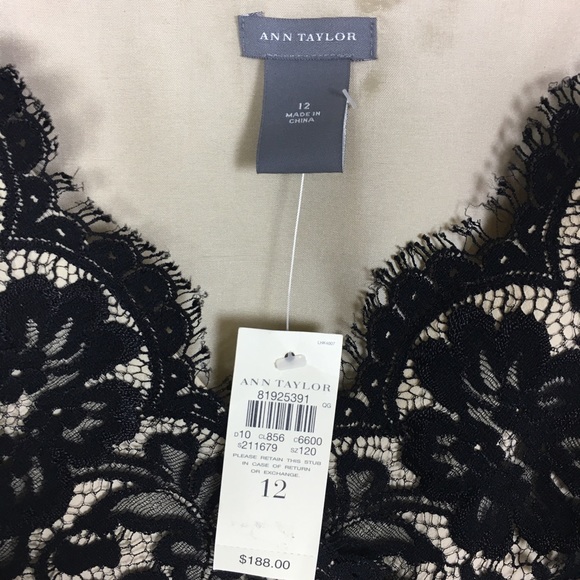 ANN TAYLOR
12
MADE IN
CHINA
ANN TAYLOR
81925391
QG
D10 CL856 C6600
S211679 SZ120
PLEASE RETAIN THIS STUB
IN CASE OF RETURN
OR EXCHANGE.
12
$188.00